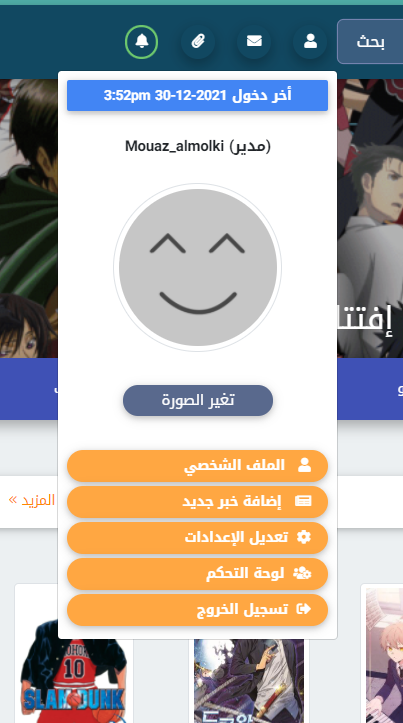 بحث
أخر دخول 2021-12-30 3:52pm
Mouaz_almolki (مدير)
إفتتا
تغير الصورة
الملف الشخصي
إضافة خبر جديد
المزيد »
تعديل الإعدادات
لوحة التحكم
تسجيل الخروج
10
SLAM DUNK